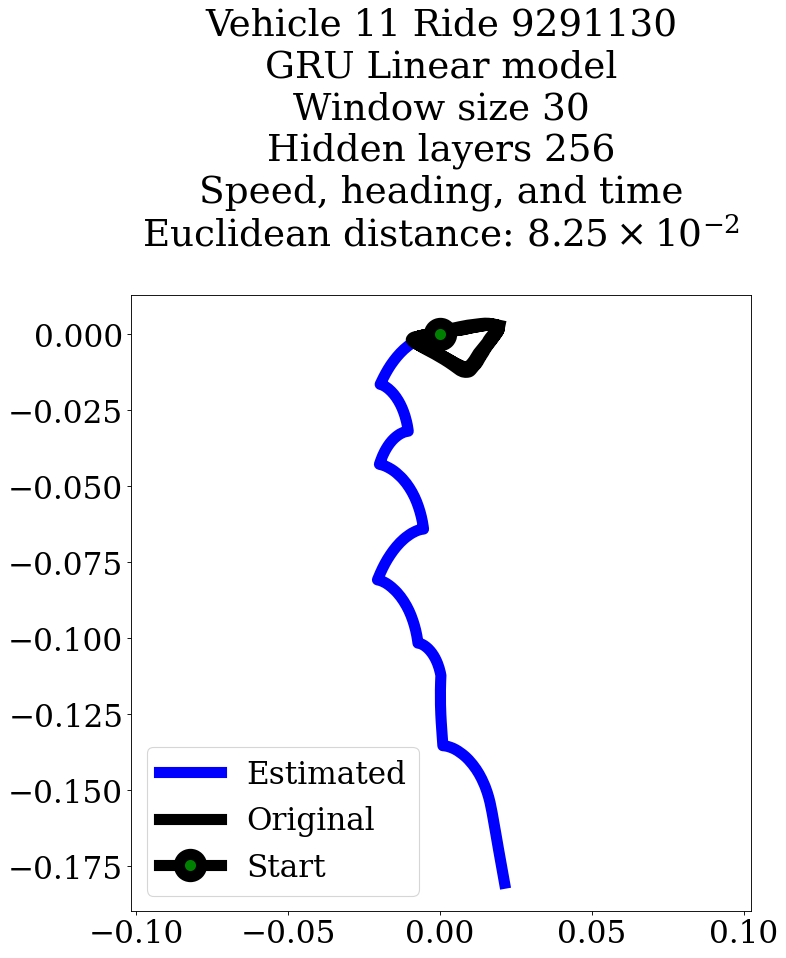 Vehicle 11 Ride 9291130
GRU Linear model
Window size 30
Hidden layers 256
Speed, heading, and time
Euclidean distance: 8.25 × 10⁻²
0.000
−0.025
−0.050
−0.075
−0.100
−0.125
−0.150
−0.175
Estimated
Original
Start
−0.10
−0.05
0.00
0.05
0.10